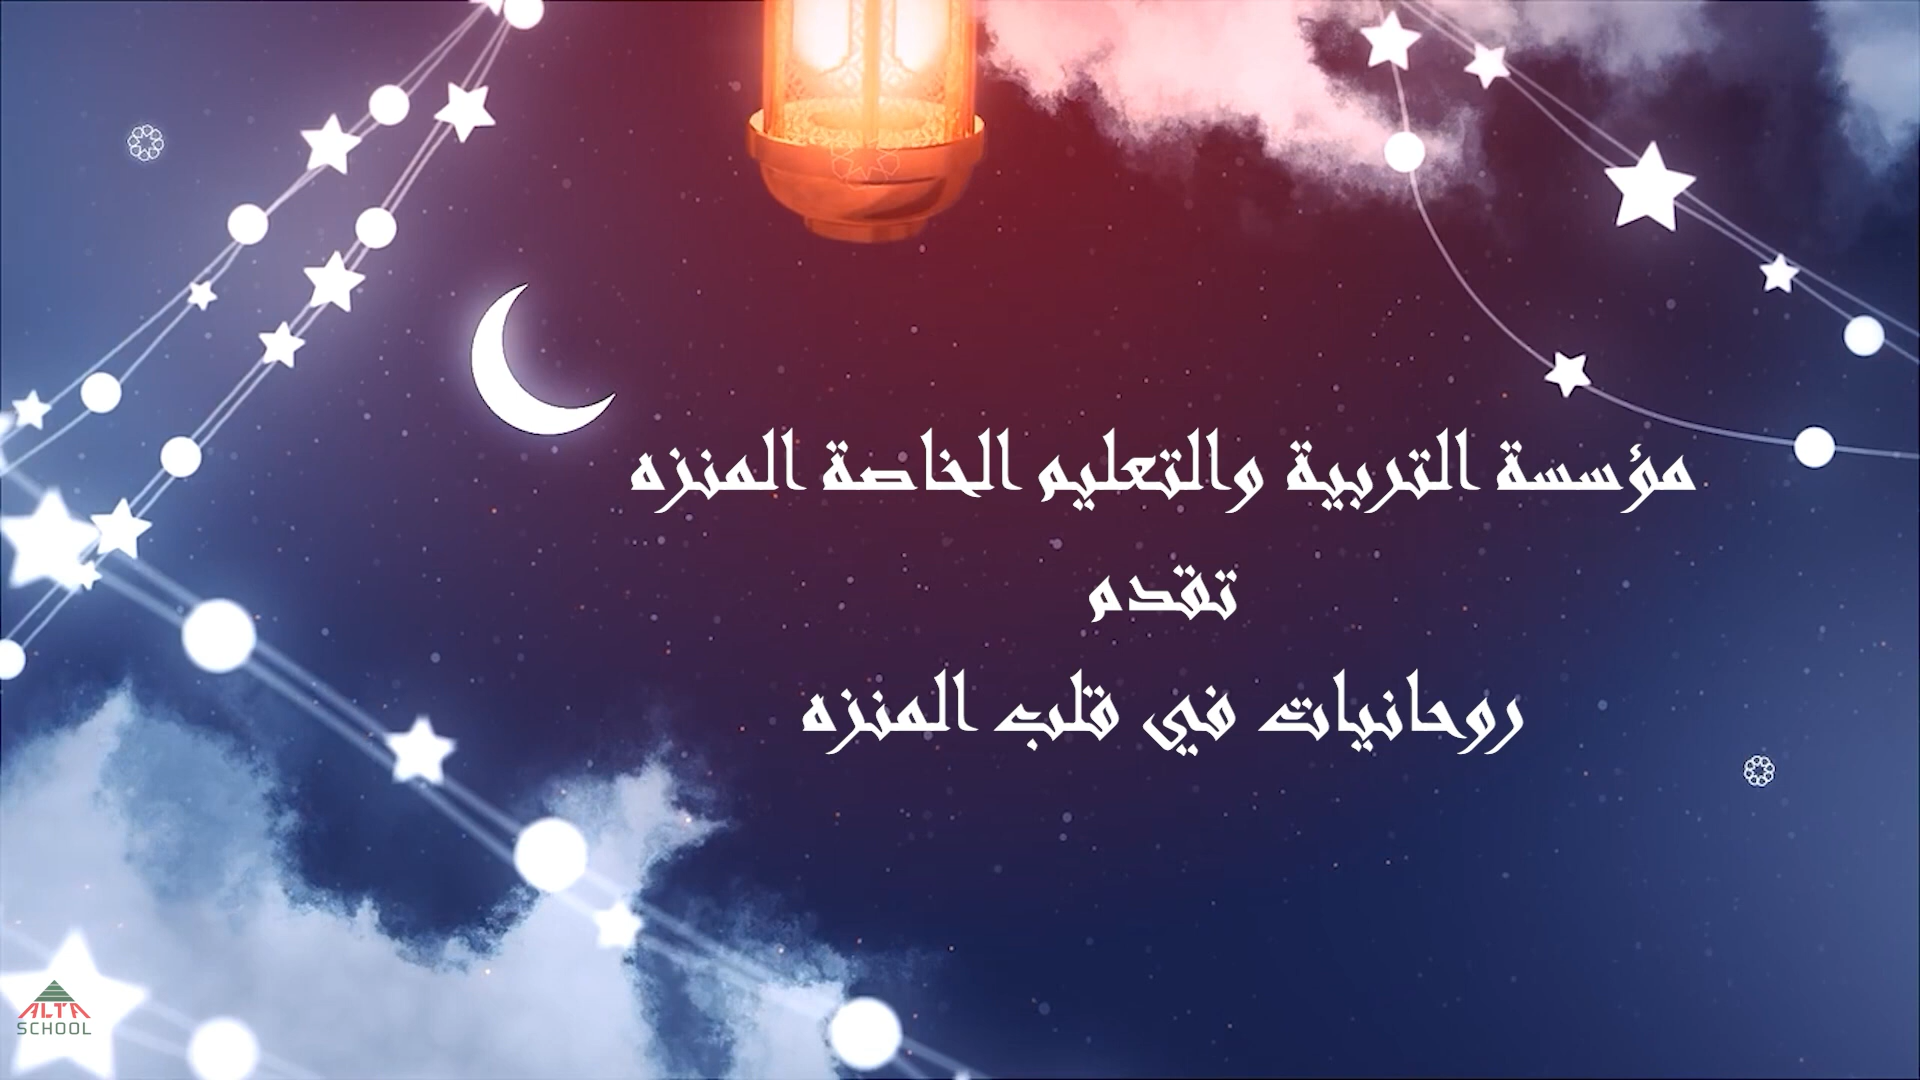 مؤسسة التربية والتعليم الخاصة المنزه
تقدم
روحانيات في قلب المنزه
ALTA
SCHOOL